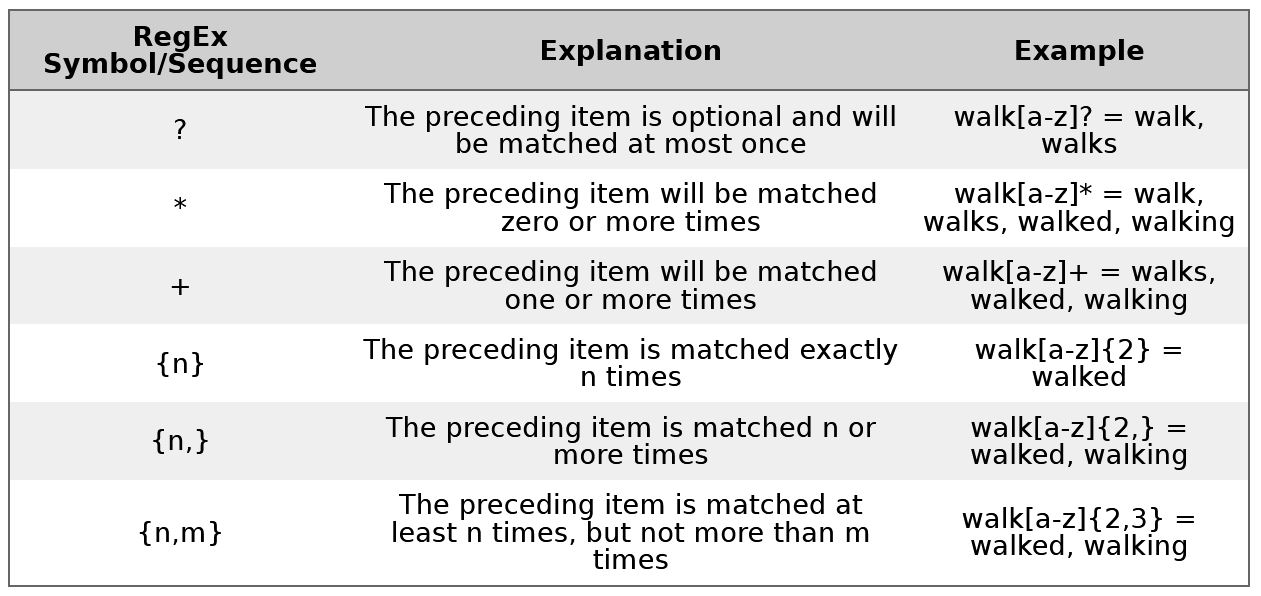 RegEx
Symbol/Sequence
Explanation
Example
?
The preceding item is optional and will
be matched at most once
walk[a-z]? = walk,
walks
*
The preceding item will be matched
zero or more times
walk[a-z]* = walk,
walks, walked, walking
+
The preceding item will be matched
one or more times
walk[a-z]+ = walks,
walked, walking
{n}
The preceding item is matched exactly
n times
walk[a-z]{2} =
walked
{n,}
The preceding item is matched n or
more times
walk[a-z]{2,} =
walked, walking
{n,m}
The preceding item is matched at
least n times, but not more than m
times
walk[a-z]{2,3} =
walked, walking